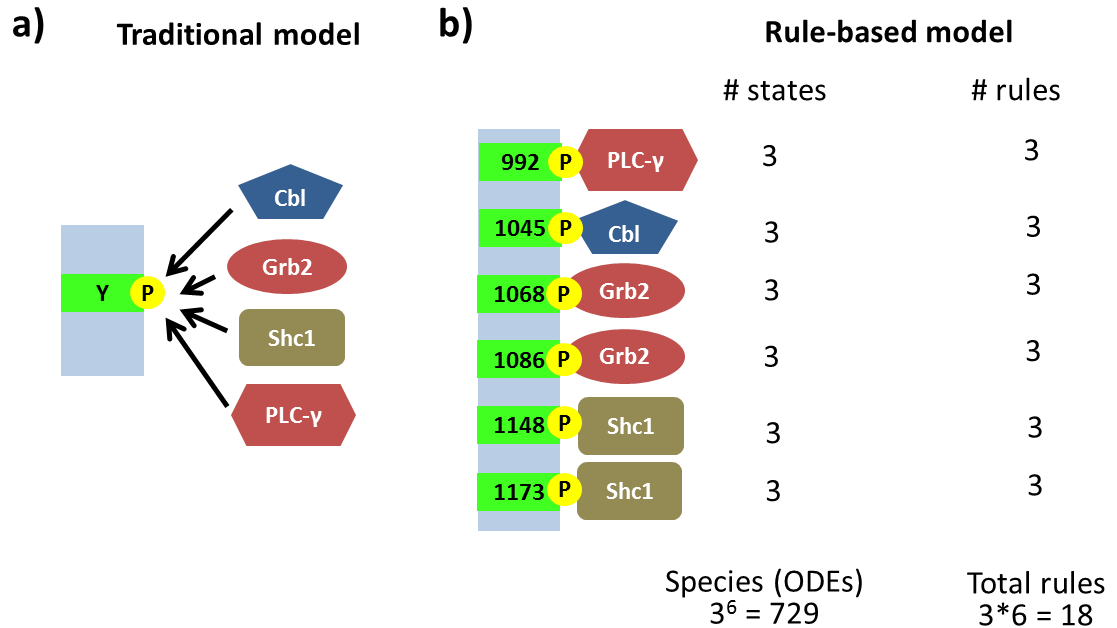 a)
Traditional model
Cbl
Grb2
Y
P
Shc1
PLC-γ
b)
Rule-based model
# states
# rules
992 P PLC-γ 3 3
1045 P Cbl 3 3
1068 P Grb2 3 3
1086 P Grb2 3 3
1148 P Shc1 3 3
1173 P Shc1 3 3
Species (ODEs)
3⁶ = 729
Total rules
3*6 = 18